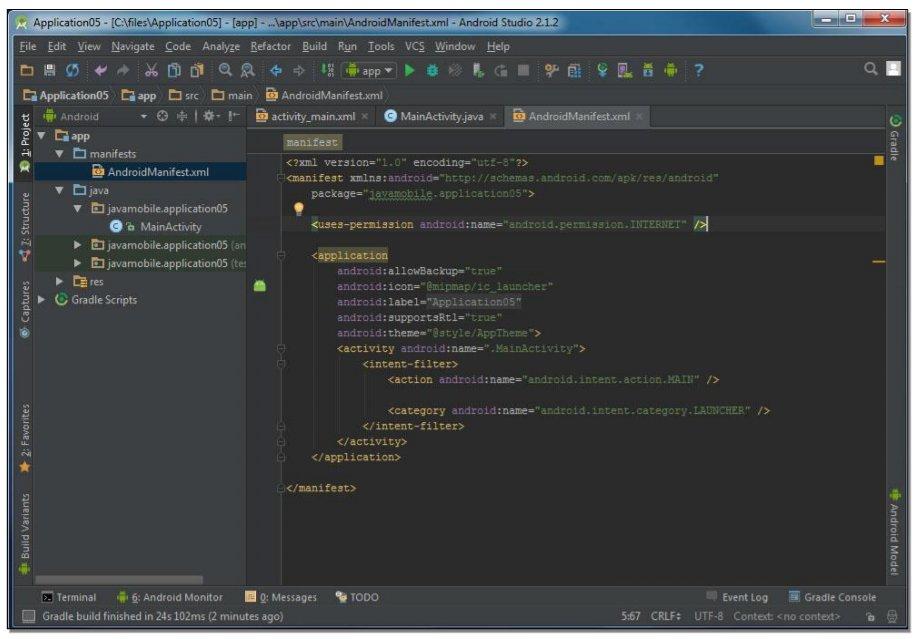 Application05 - [C:\files\Application05] - [app] - ...\app\src\main\AndroidManifest.xml - Android Studio 2.1.2
File Edit View Navigate Code Analyze Refactor Build Run Tools VCS Window Help
app
Application05 app src main AndroidManifest.xml
Android
activity_main.xml MainActivity.java AndroidManifest.xml
1: Project
Z: Structure
Captures
2: Favorites
Build Variants
app
manifests
AndroidManifest.xml
java
javamobile.application05
MainActivity
javamobile.application05 (an
javamobile.application05 (tes
res
Gradle Scripts
manifest
<?xml version="1.0" encoding="utf-8"?>
<manifest xmlns:android="http://schemas.android.com/apk/res/android"
package="javamobile.application05">
<uses-permission android:name="android.permission.INTERNET" />
<application
android:allowBackup="true"
android:icon="@mipmap/ic_launcher"
android:label="Application05"
android:supportsRtl="true"
android:theme="@style/AppTheme">
<activity android:name=".MainActivity">
<intent-filter>
<action android:name="android.intent.action.MAIN" />
<category android:name="android.intent.category.LAUNCHER" />
</intent-filter>
</activity>
</application>
</manifest>
Gradle
Android Model
Terminal 6: Android Monitor 0: Messages TODO Event Log Gradle Console
Gradle build finished in 24s 102ms (2 minutes ago) 5:67 CRLF UTF-8 Context: <no context>